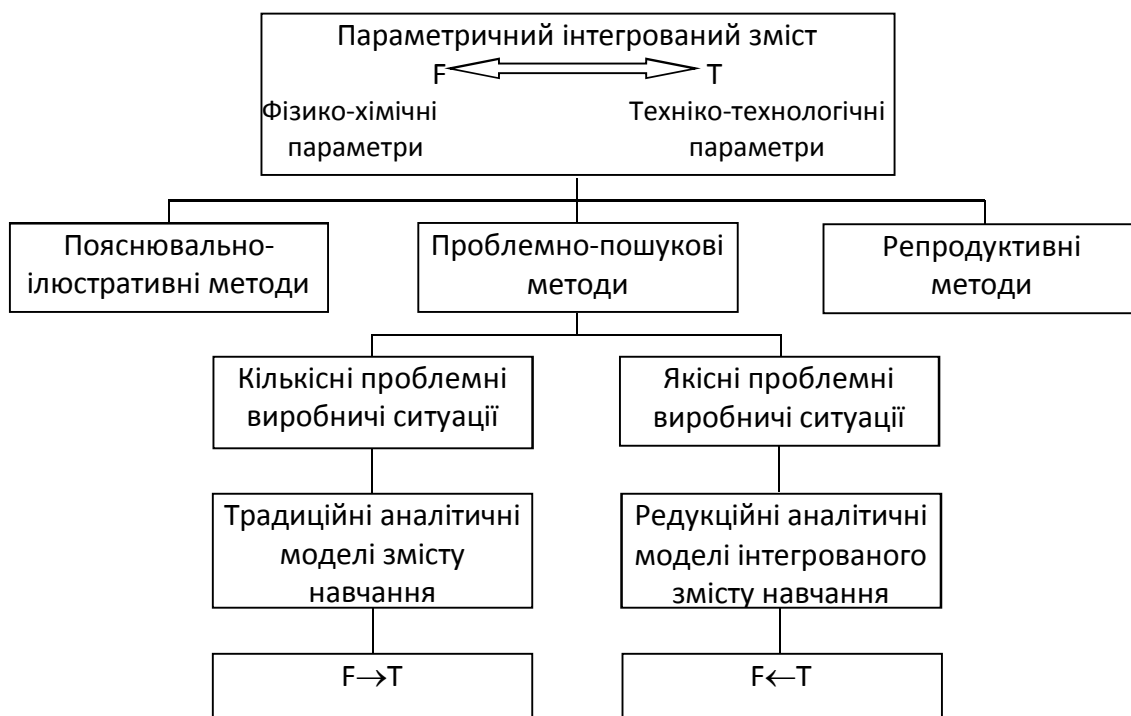 Параметричний інтегрований зміст
F T
Фізико-хімічні
параметри
Техніко-технологічні
параметри
Пояснювально-
ілюстративні методи
Проблемно-пошукові
методи
Репродуктивні
методи
Кількісні проблемні
виробничі ситуації
Якісні проблемні
виробничі ситуації
Традиційні аналітичні
моделі змісту
навчання
Редукційні аналітичні
моделі інтегрованого
змісту навчання
F→T
F←T